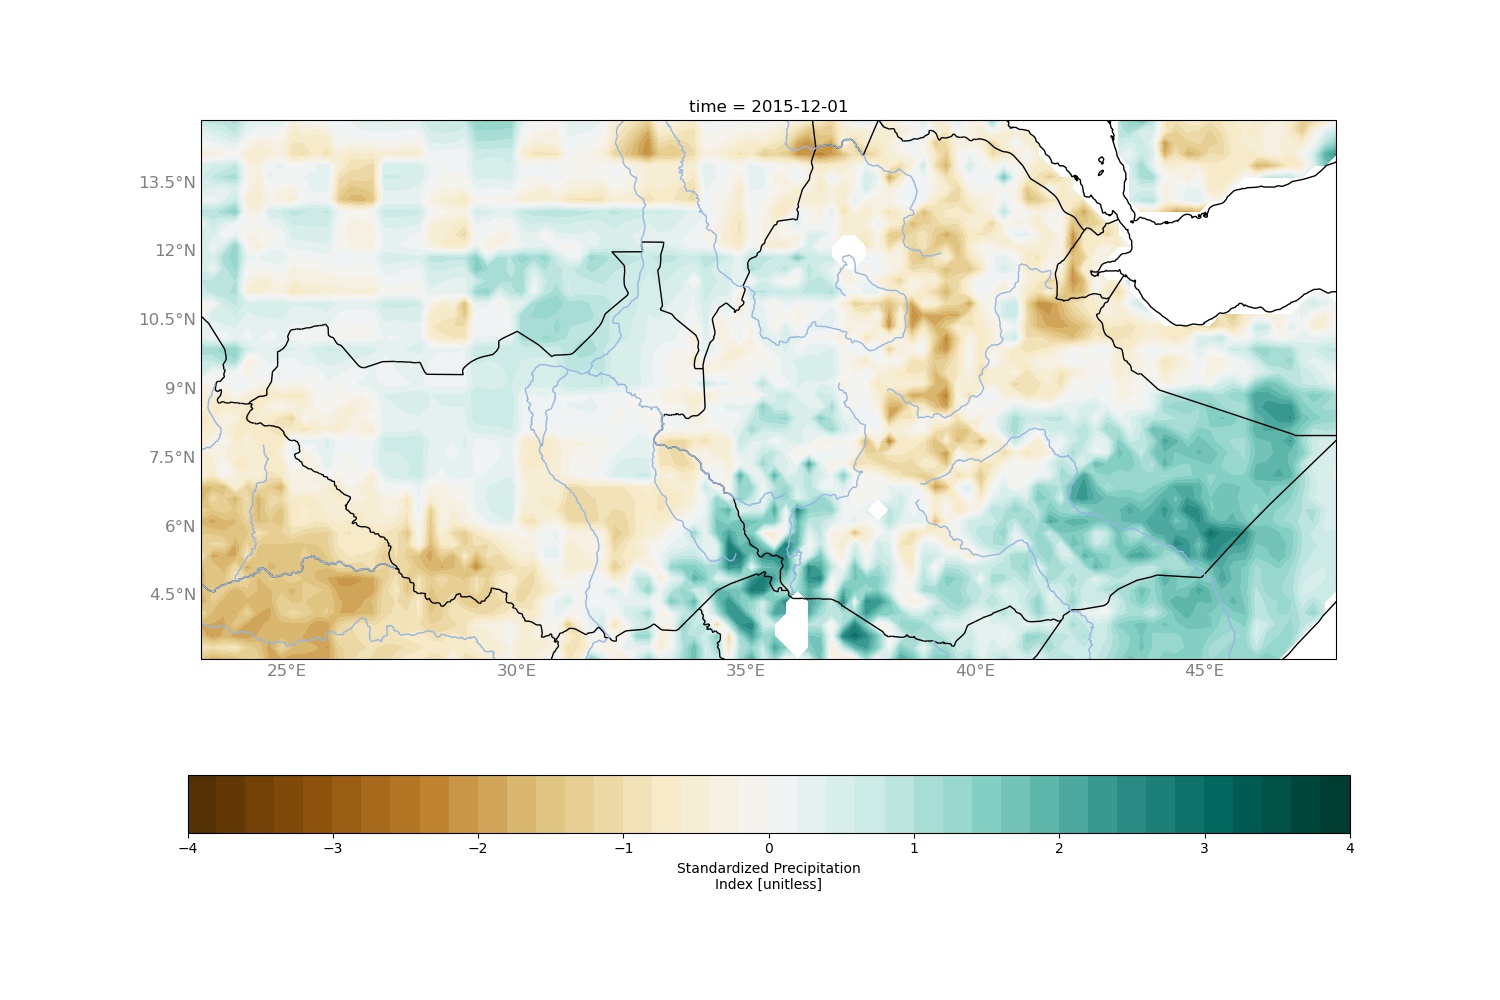 time = 2015-12-01
13.5°N
12°N
10.5°N
9°N
7.5°N
6°N
4.5°N
25°E 30°E 35°E 40°E 45°E
−4 −3 −2 −1 0 1 2 3 4
Standardized Precipitation
Index [unitless]